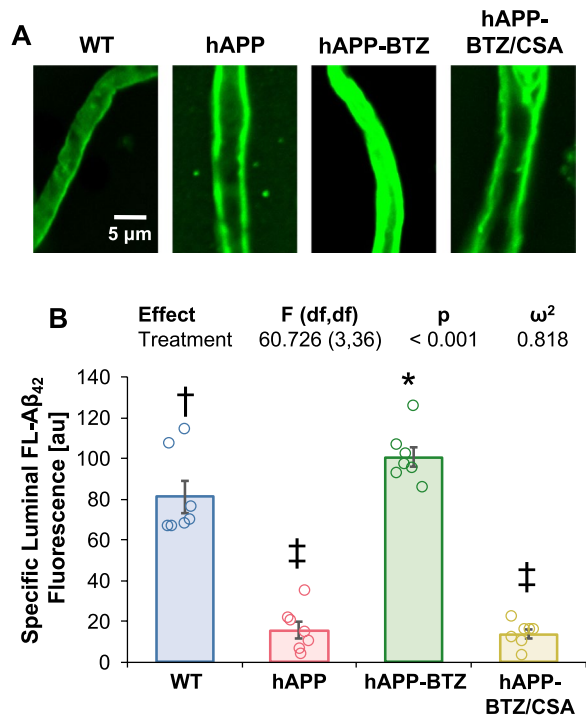 A
WT
hAPP
hAPP-BTZ
hAPP-
BTZ/CSA
5 µm
B
Effect F (df,df) p ω²
Treatment 60.726 (3,36) < 0.001 0.818
Specific Luminal FL-Aβ₄₂
Fluorescence [au]
140
120
100
80
60
40
20
0
†
‡
*
‡
WT
hAPP
hAPP-BTZ
hAPP-
BTZ/CSA